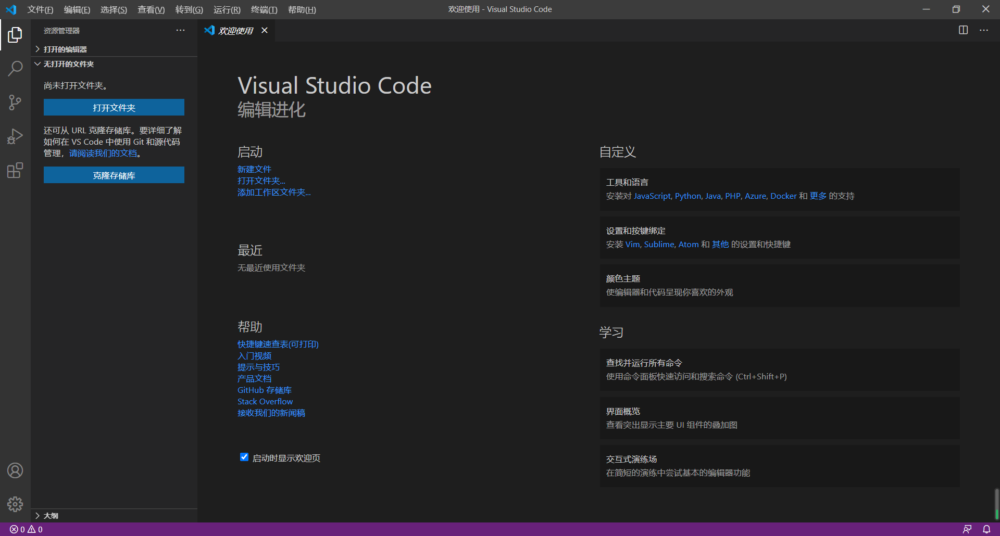 文件(F) 编辑(E) 选择(S) 查看(V) 转到(G) 运行(R) 终端(T) 帮助(H)
欢迎使用 - Visual Studio Code
资源管理器
打开的编辑器
无打开的文件夹
尚未打开文件夹。
打开文件夹
还可从 URL 克隆存储库。要详细了解
如何在 VS Code 中使用 Git 和源代码
管理，请阅读我们的文档。
克隆存储库
大纲
欢迎使用
Visual Studio Code
编辑进化
启动
新建文件
打开文件夹...
添加工作区文件夹...
最近
无最近使用文件夹
帮助
快捷键速查表(可打印)
入门视频
提示与技巧
产品文档
GitHub 存储库
Stack Overflow
接收我们的新闻稿
启动时显示欢迎页
自定义
工具和语言
安装对 JavaScript, Python, Java, PHP, Azure, Docker 和 更多 的支持
设置和按键绑定
安装 Vim, Sublime, Atom 和 其他 的设置和快捷键
颜色主题
使编辑器和代码呈现你喜欢的外观
学习
查找并运行所有命令
使用命令面板快速访问和搜索命令 (Ctrl+Shift+P)
界面概览
查看突出显示主要 UI 组件的叠加图
交互式演练场
在简短的演练中尝试基本的编辑器功能
0 0